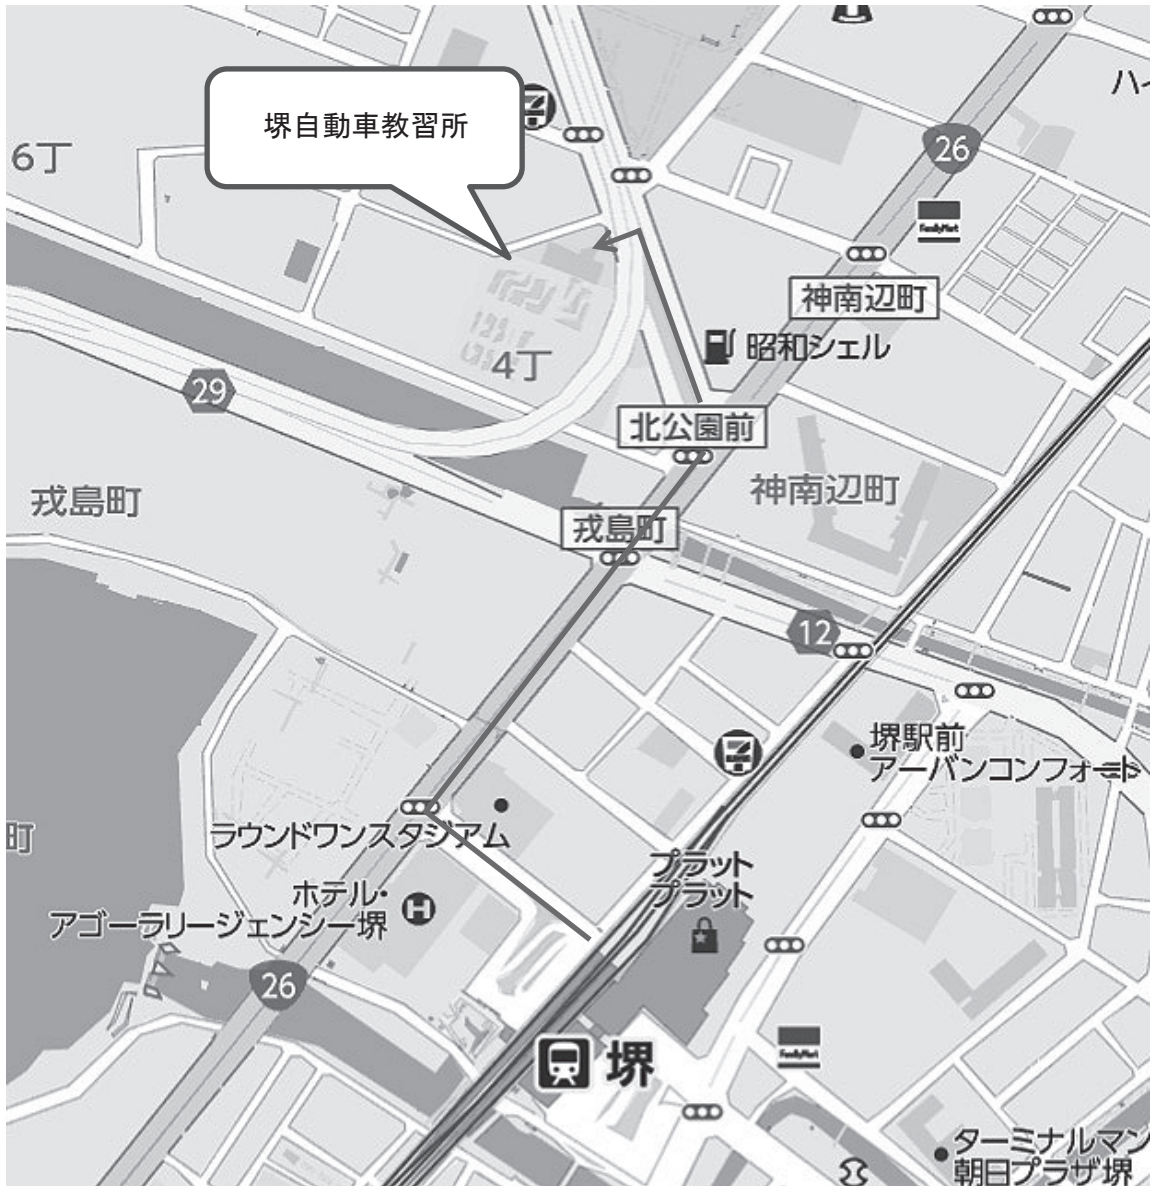 ハイ
堺自動車教習所
6丁
26
FamilyMart
神南辺町
昭和シェル
4丁
29
北公園前
神南辺町
戎島町
戎島町
12
堺駅前
アーバンコンフォート
ラウンドワンスタジアム
町
プラット
プラット
ホテル・
アゴーラリージェンシー堺
H
26
FamilyMart
堺
ターミナルマン
朝日プラザ堺